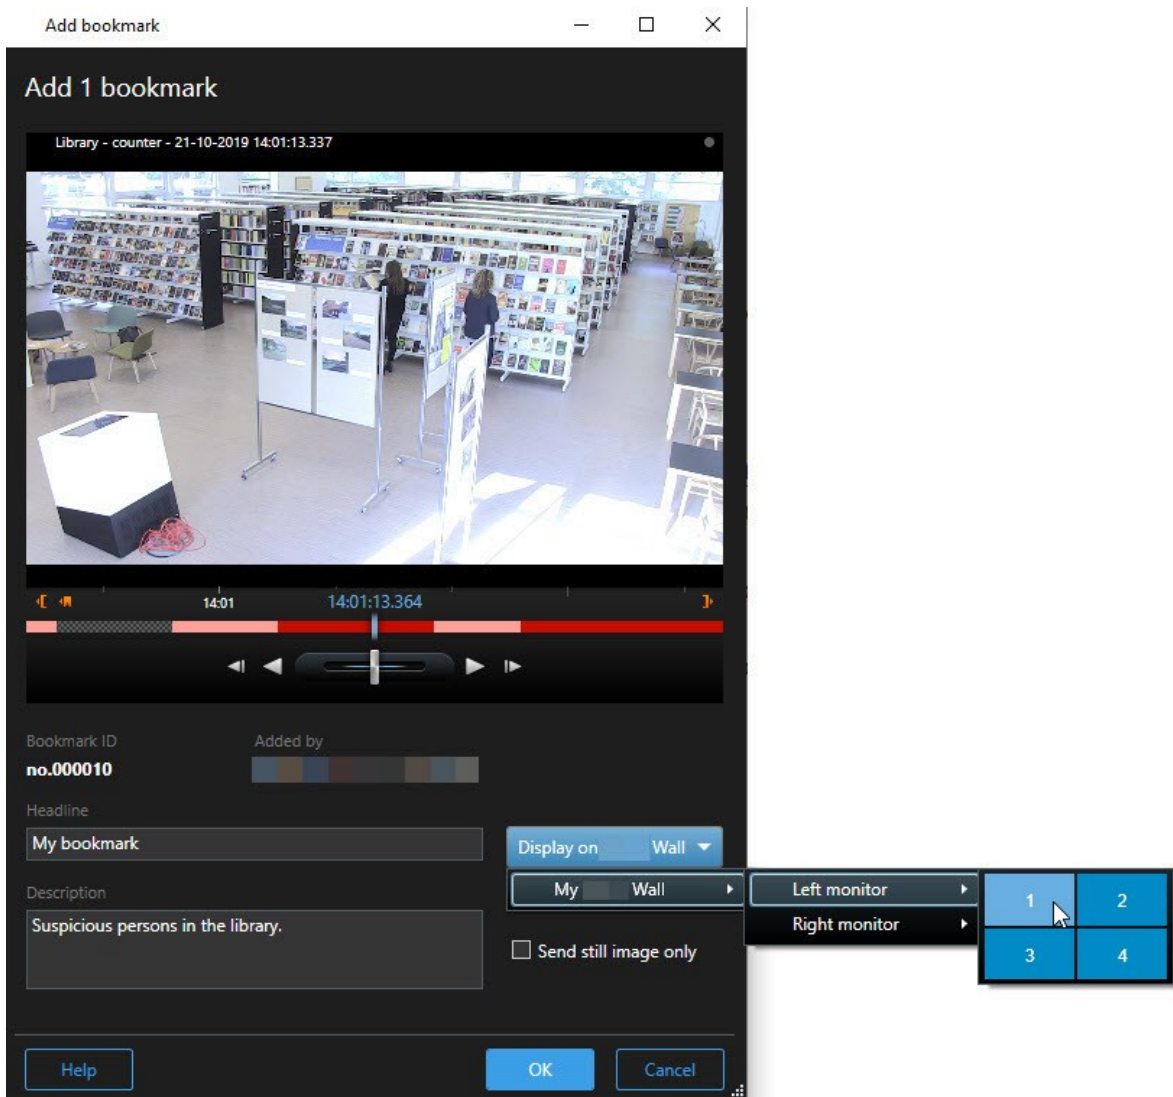 Add bookmark
Add 1 bookmark
Library - counter - 21-10-2019 14:01:13.337
14:01
14:01:13.364
Bookmark ID
Added by
no.000010
Headline
My bookmark
Display on Wall
My Wall
Left monitor
1
2
Description
Right monitor
Suspicious persons in the library.
Send still image only
3
4
Help
OK
Cancel